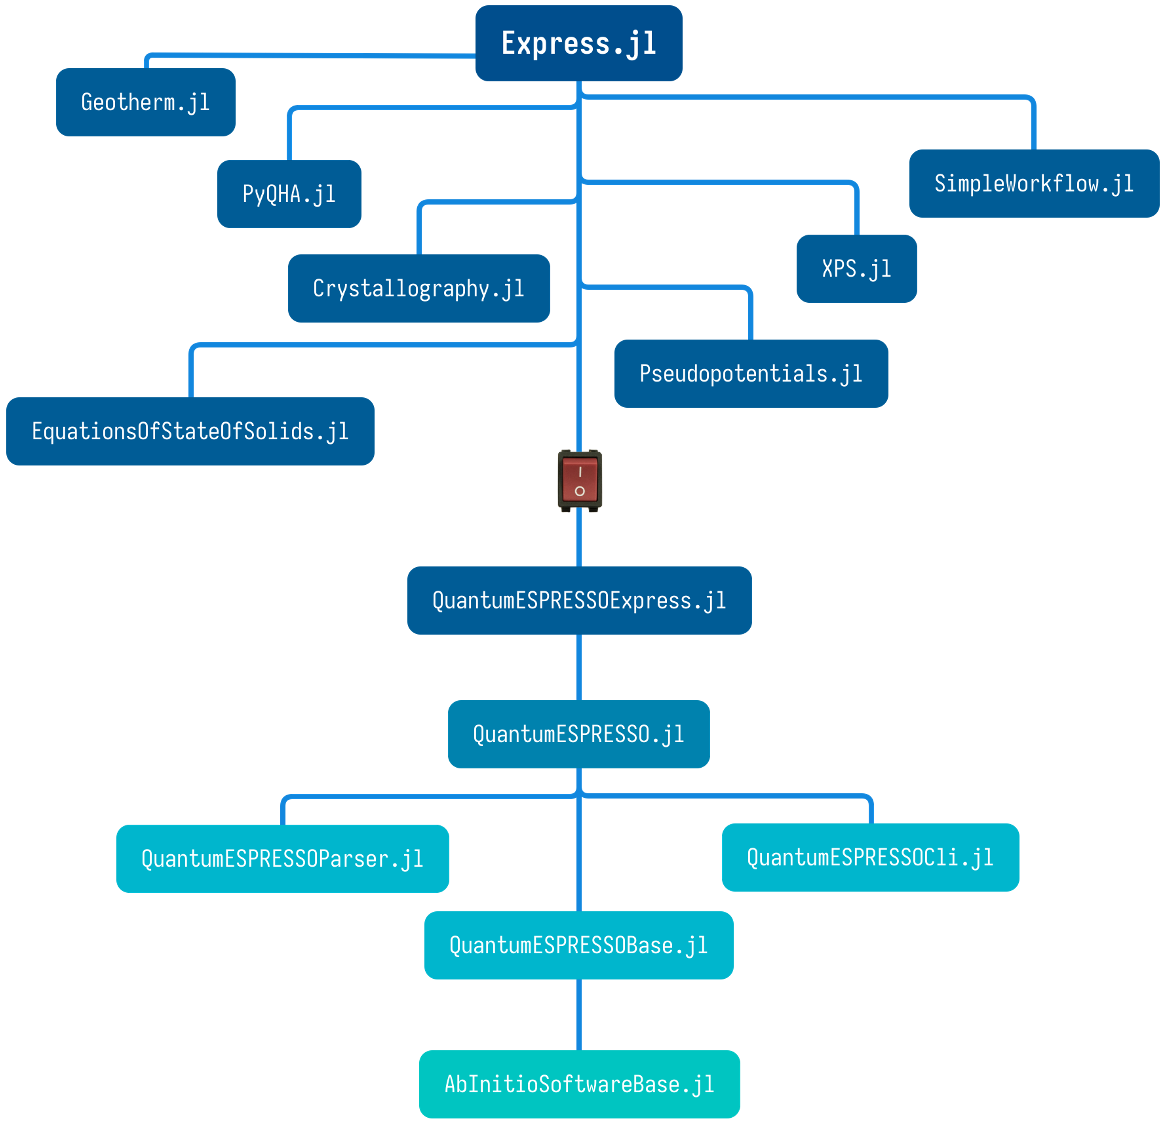 Express.jl
Geotherm.jl
PyQHA.jl
SimpleWorkflow.jl
XPS.jl
Crystallography.jl
Pseudopotentials.jl
EquationsOfStateOfSolids.jl
I
O
QuantumESPRESSOExpress.jl
QuantumESPRESSO.jl
QuantumESPRESSOParser.jl
QuantumESPRESSOCli.jl
QuantumESPRESSOBase.jl
AbInitioSoftwareBase.jl